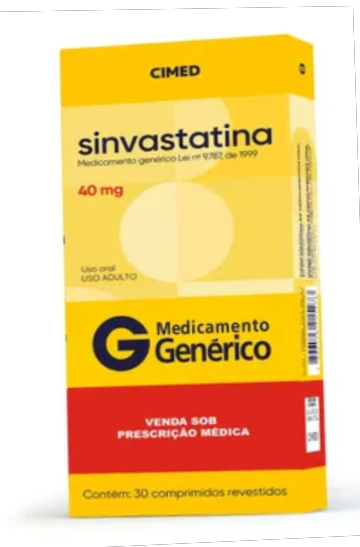 CIMED
sinvastatina
Medicamento genérico Lei nº 9.787, de 1999
40 mg
Uso oral
USO ADULTO
G Medicamento
Genérico
VENDA SOB
PRESCRIÇÃO MÉDICA
Contém: 30 comprimidos revestidos